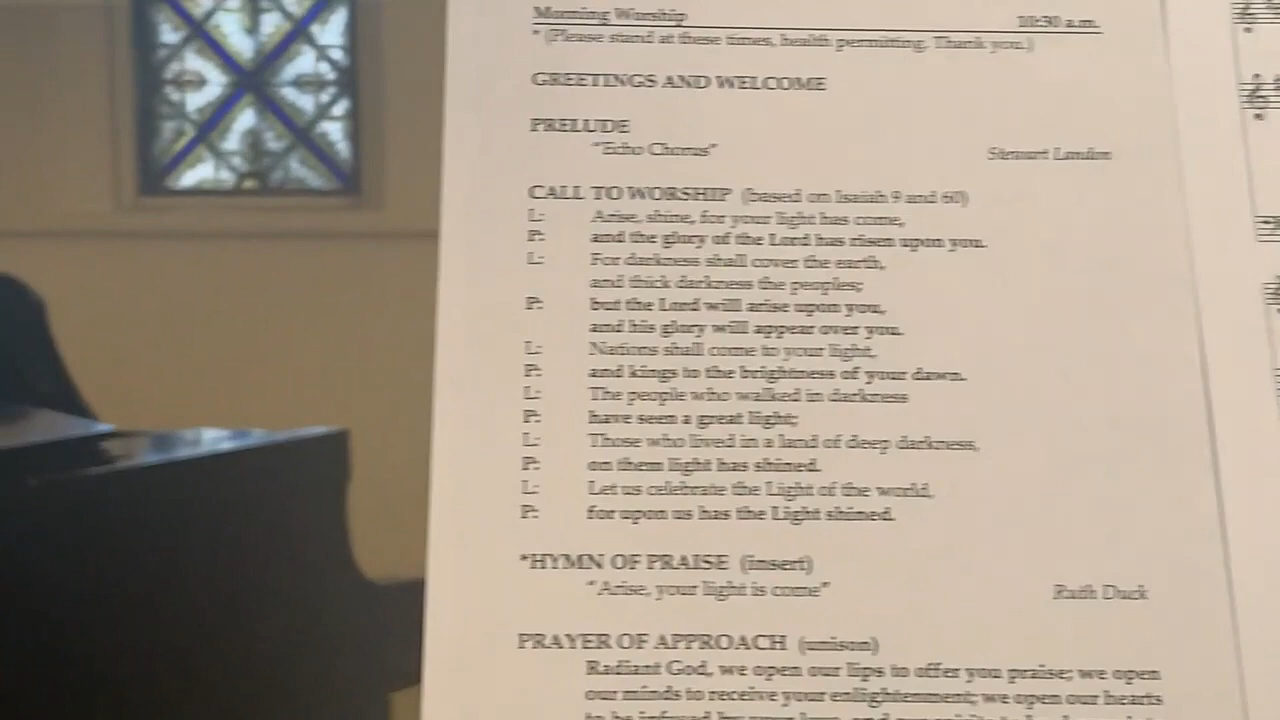 Morning Worship 10:30 a.m.
* (Please stand at these times, health permitting. Thank you.)
GREETINGS AND WELCOME
PRELUDE
"Echo Chorus" Stewart Landon
CALL TO WORSHIP (based on Isaiah 9 and 60)
L: Arise, shine, for your light has come,
P: and the glory of the Lord has risen upon you.
L: For darkness shall cover the earth,
and thick darkness the peoples;
P: but the Lord will arise upon you,
and his glory will appear over you.
L: Nations shall come to your light,
P: and kings to the brightness of your dawn.
L: The people who walked in darkness
P: have seen a great light;
L: Those who lived in a land of deep darkness,
P: on them light has shined.
L: Let us celebrate the Light of the world,
P: for upon us has the Light shined.
*HYMN OF PRAISE (insert)
"Arise, your light is come" Ruth Duck
PRAYER OF APPROACH (unison)
Radiant God, we open our lips to offer you praise; we open
our minds to receive your enlightenment; we open our hearts